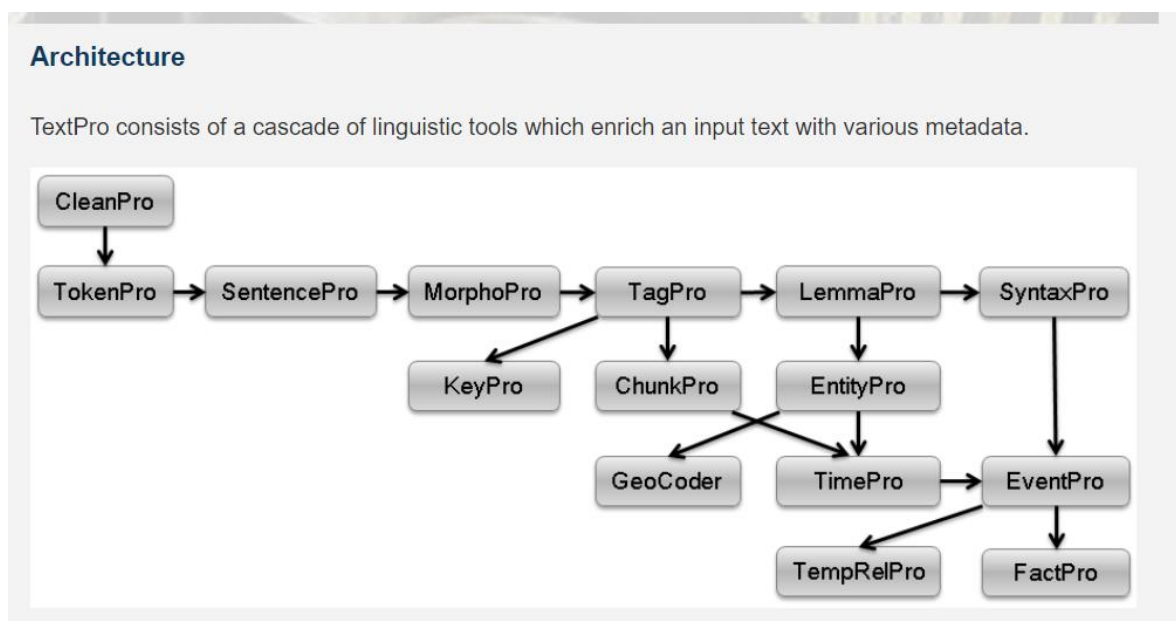 Architecture
TextPro consists of a cascade of linguistic tools which enrich an input text with various metadata.
CleanPro
TokenPro SentencePro MorphoPro TagPro LemmaPro SyntaxPro
KeyPro ChunkPro EntityPro
GeoCoder TimePro EventPro
TempRelPro FactPro